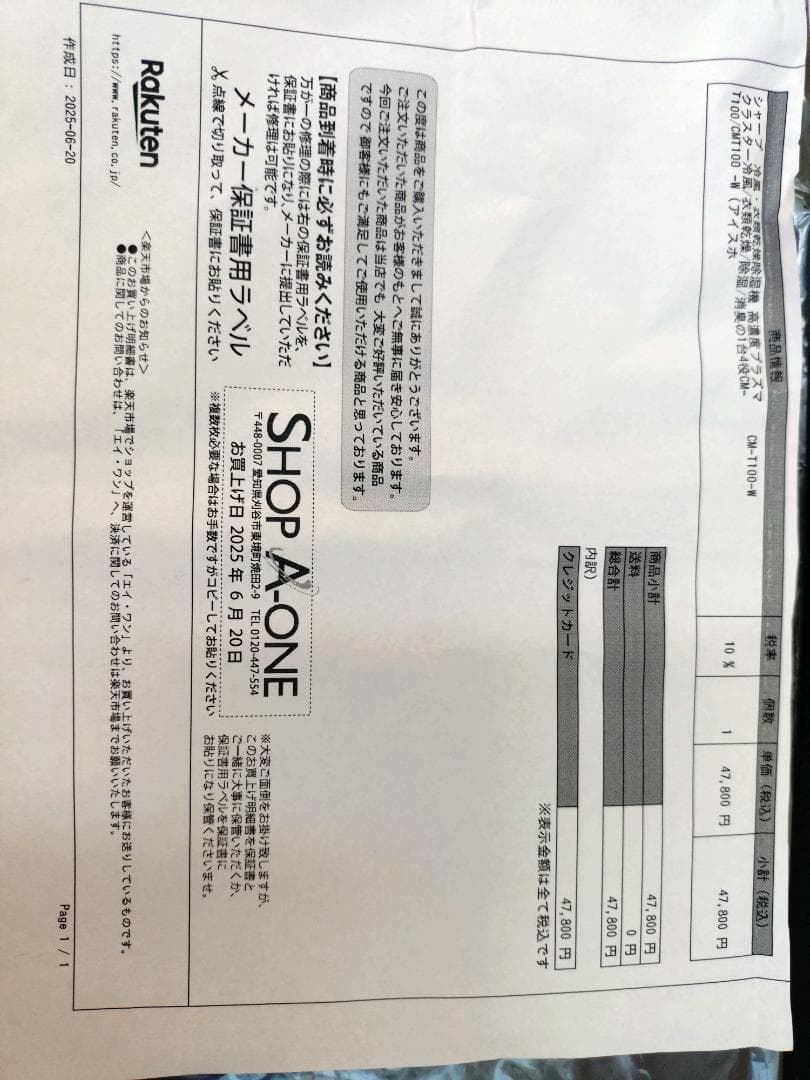 商品情報 税率 個数 単価（税込） 小計（税込）
シャープ 冷風・衣類乾燥除湿機 高濃度プラズマ CM-T100-W 10 % 1 47,800 円 47,800 円
クラスター冷風/衣類乾燥/除湿/消臭の1台4役CM-
T100/CMT100 -W（アイスホ
商品小計 47,800 円
送料 0 円
総合計 47,800 円
内訳）
クレジットカード 47,800 円
※表示金額は全て税込です
この度は商品をご購入いただきまして誠にありがとうございます。
ご注文いただいた商品がお客様のもとへご無事に届き安心しております。
今回ご注文いただいた商品は当店でも 大変ご好評いただいている商品
ですので 御客様にもご満足してご使用いただける商品と思っております。
【商品到着時に必ずお読みください】
万が一の修理の際には右の保証書用ラベルを、
保証書にお貼りになり、メーカーに提出していただ
ければ修理は可能です。
メーカー保証書用ラベル
点線で切り取って、保証書にお貼りください
SHOP A-ONE
〒448-0007 愛知県刈谷市東境町焼田2-9 TEL 0120-447-554
お買上げ日 2025 年 6 月 20日
※複数枚必要な場合はお手数ですがコピーしてお貼りください
※大変ご面倒をお掛け致しますが、
このお買上げ明細書を保証書と
ご一緒に大事に保管いただくか、
保証書用ラベルを保証書に
お貼りになり保管くださいませ。
Rakuten
https://www.rakuten.co.jp/
＜楽天市場からのお知らせ＞
●このお買い上げ明細書は、楽天市場でショップを運営している「エイ・ワン」より、お買い上げいただいたお客様にお送りしているものです。
●商品に関してのお問い合わせは、「エイ・ワン」へ、決済に関してのお問い合わせは楽天市場までお願いいたします。
作成日：2025-06-20
Page 1 / 1